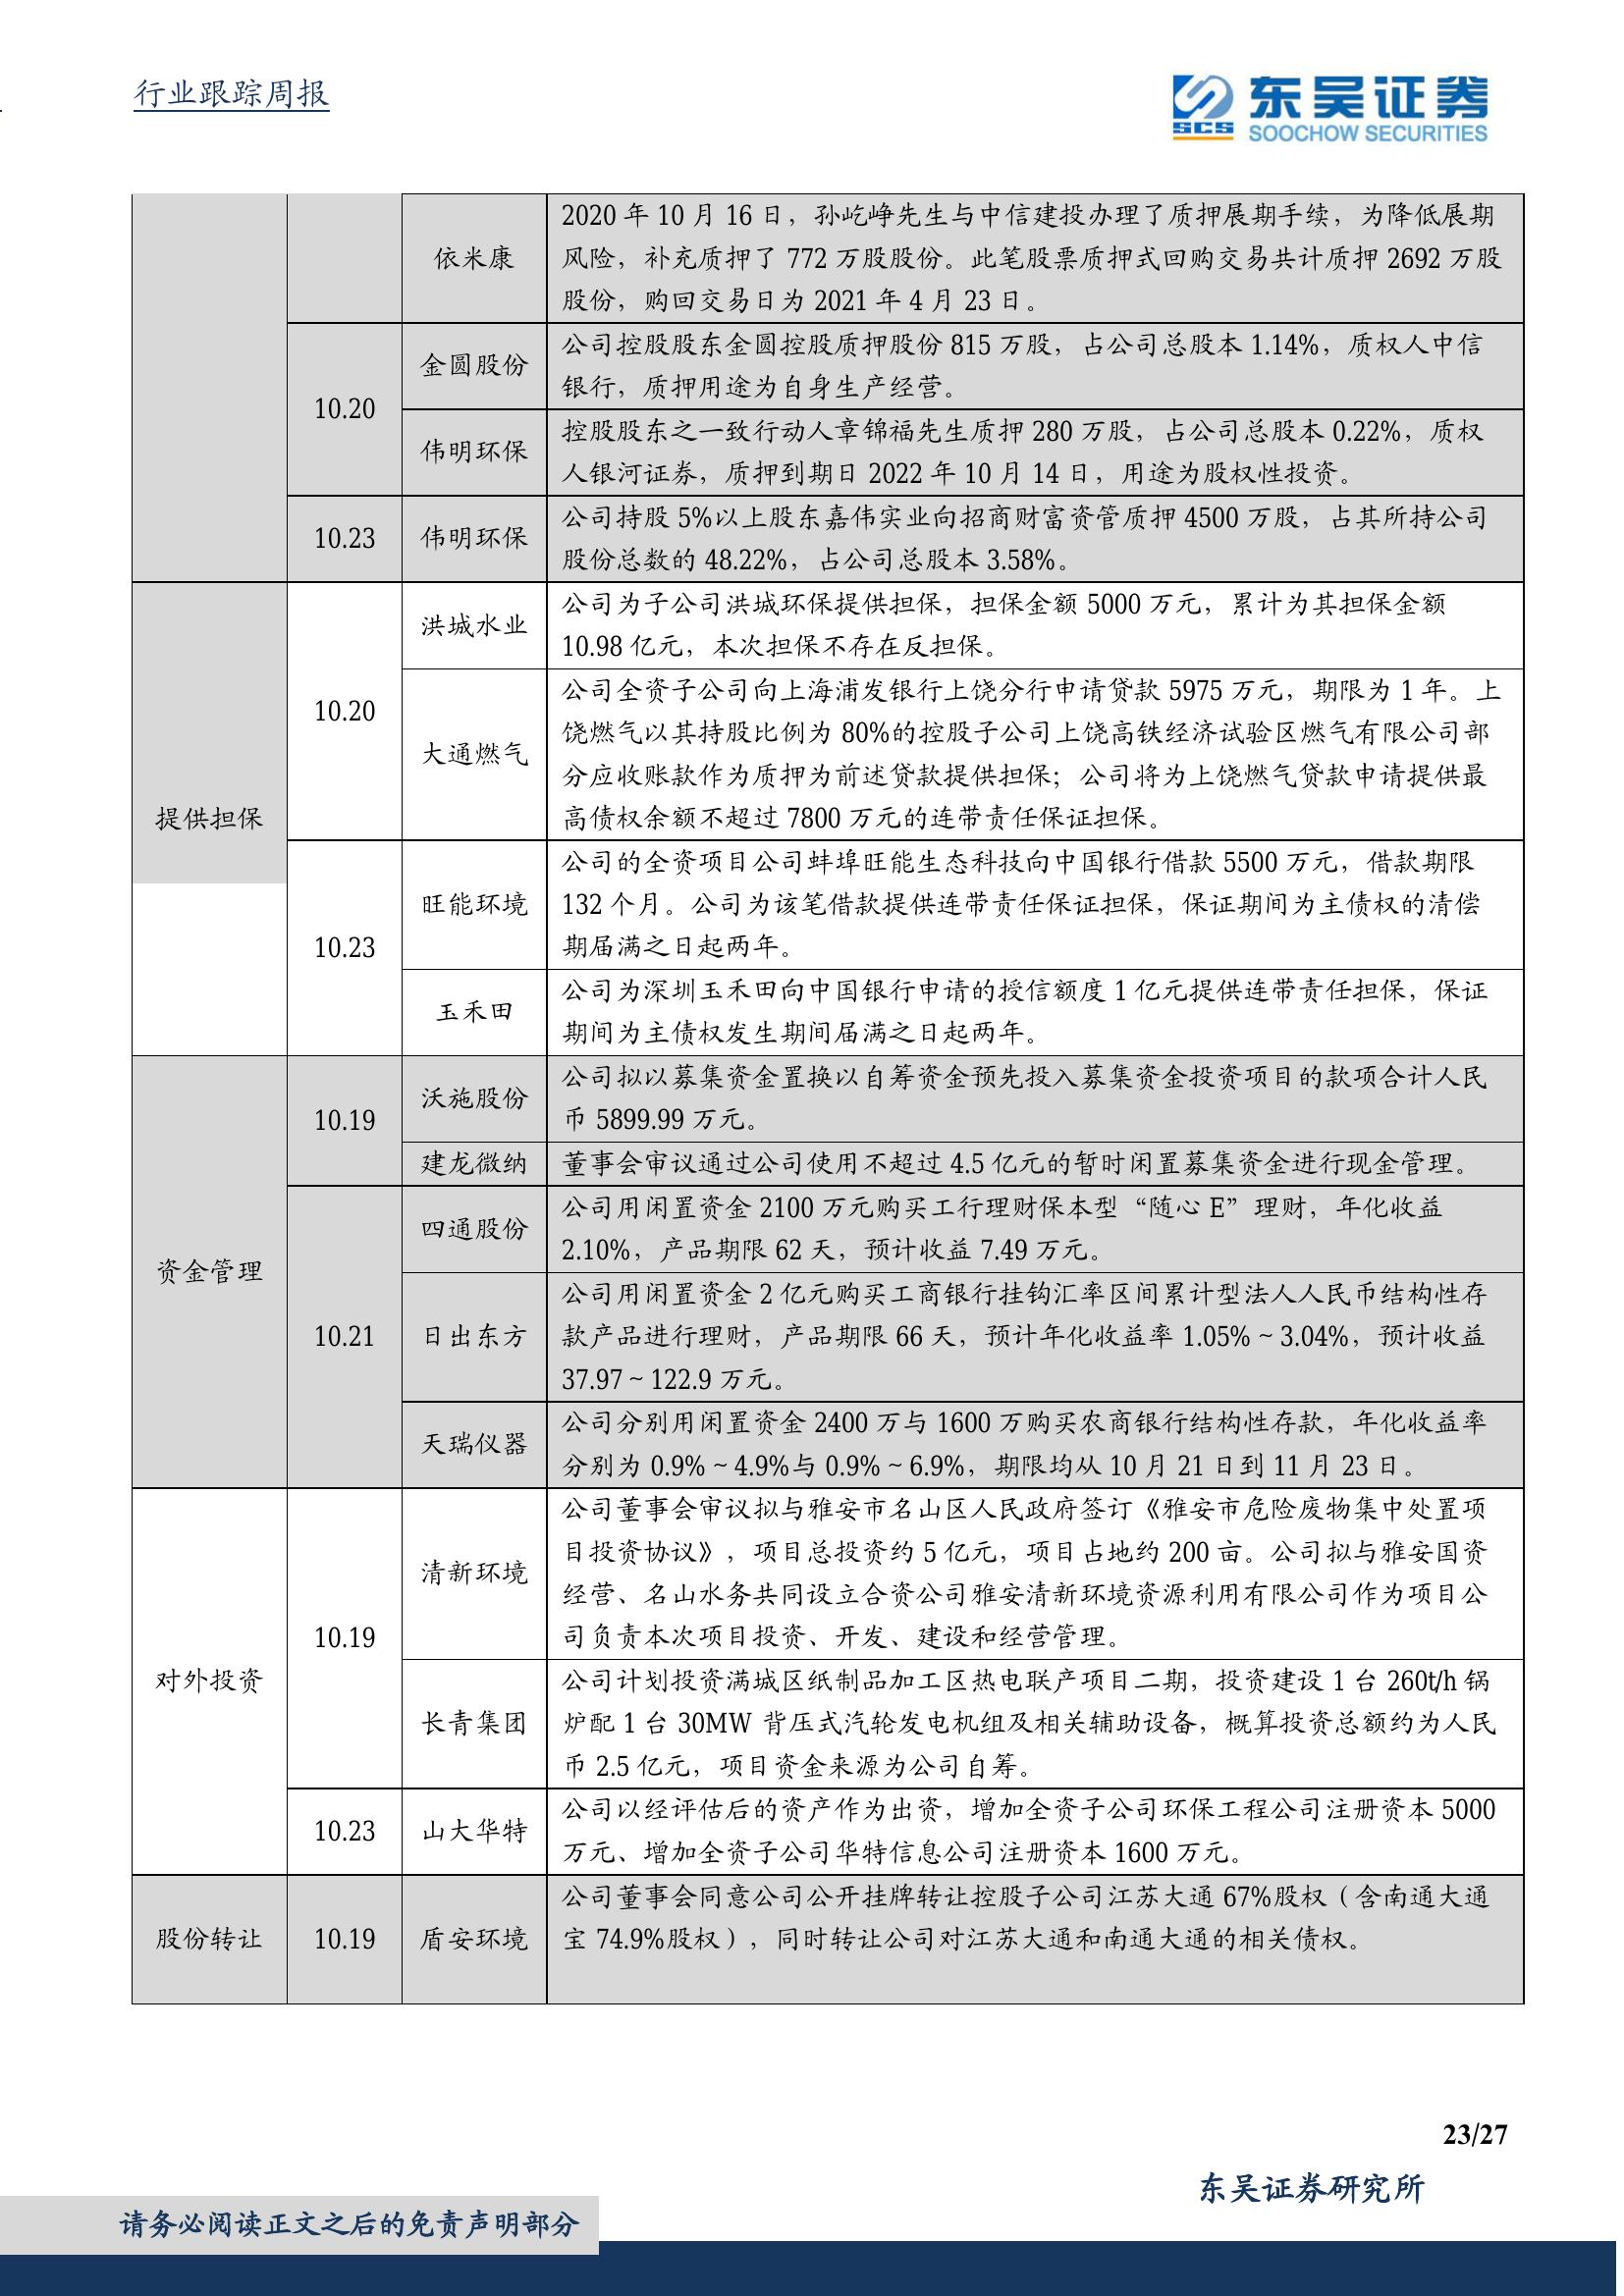 行业跟踪周报
SCS
东吴证券
SOOCHOW SECURITIES
依米康
2020 年 10 月 16 日，孙屹峥先生与中信建投办理了质押展期手续，为降低展期
风险，补充质押了 772 万股股份。此笔股票质押式回购交易共计质押 2692 万股
股份，购回交易日为 2021 年 4 月 23 日。
10.20
金圆股份
公司控股股东金圆控股质押股份 815 万股，占公司总股本 1.14%，质权人中信
银行，质押用途为自身生产经营。
伟明环保
控股股东之一致行动人章锦福先生质押 280 万股，占公司总股本 0.22%，质权
人银河证券，质押到期日 2022 年 10 月 14 日，用途为股权性投资。
10.23
伟明环保
公司持股 5%以上股东嘉伟实业向招商财富资管质押 4500 万股，占其所持公司
股份总数的 48.22%，占公司总股本 3.58%。
提供担保
10.20
洪城水业
公司为子公司洪城环保提供担保，担保金额 5000 万元，累计为其担保金额
10.98 亿元，本次担保不存在反担保。
大通燃气
公司全资子公司向上海浦发银行上饶分行申请贷款 5975 万元，期限为 1 年。上
饶燃气以其持股比例为 80%的控股子公司上饶高铁经济试验区燃气有限公司部
分应收账款作为质押为前述贷款提供担保；公司将为上饶燃气贷款申请提供最
高债权余额不超过 7800 万元的连带责任保证担保。
10.23
旺能环境
公司的全资项目公司蚌埠旺能生态科技向中国银行借款 5500 万元，借款期限
132 个月。公司为该笔借款提供连带责任保证担保，保证期间为主债权的清偿
期届满之日起两年。
玉禾田
公司为深圳玉禾田向中国银行申请的授信额度 1 亿元提供连带责任担保，保证
期间为主债权发生期间届满之日起两年。
资金管理
10.19
沃施股份
公司拟以募集资金置换以自筹资金预先投入募集资金投资项目的款项合计人民
币 5899.99 万元。
建龙微纳
董事会审议通过公司使用不超过 4.5 亿元的暂时闲置募集资金进行现金管理。
10.21
四通股份
公司用闲置资金 2100 万元购买工行理财保本型“随心 E”理财，年化收益
2.10%，产品期限 62 天，预计收益 7.49 万元。
日出东方
公司用闲置资金 2 亿元购买工商银行挂钩汇率区间累计型法人人民币结构性存
款产品进行理财，产品期限 66 天，预计年化收益率 1.05%～3.04%，预计收益
37.97～122.9 万元。
天瑞仪器
公司分别用闲置资金 2400 万与 1600 万购买农商银行结构性存款，年化收益率
分别为 0.9%～4.9%与 0.9%～6.9%，期限均从 10 月 21 日到 11 月 23 日。
对外投资
10.19
清新环境
公司董事会审议拟与雅安市名山区人民政府签订《雅安市危险废物集中处置项
目投资协议》，项目总投资约 5 亿元，项目占地约 200 亩。公司拟与雅安国资
经营、名山水务共同设立合资公司雅安清新环境资源利用有限公司作为项目公
司负责本次项目投资、开发、建设和经营管理。
长青集团
公司计划投资满城区纸制品加工区热电联产项目二期，投资建设 1 台 260t/h 锅
炉配 1 台 30MW 背压式汽轮发电机组及相关辅助设备，概算投资总额约为人民
币 2.5 亿元，项目资金来源为公司自筹。
10.23
山大华特
公司以经评估后的资产作为出资，增加全资子公司环保工程公司注册资本 5000
万元、增加全资子公司华特信息公司注册资本 1600 万元。
股份转让
10.19
盾安环境
公司董事会同意公司公开挂牌转让控股子公司江苏大通 67%股权（含南通大通
宝 74.9%股权），同时转让公司对江苏大通和南通大通的相关债权。
23/27
东吴证券研究所
请务必阅读正文之后的免责声明部分